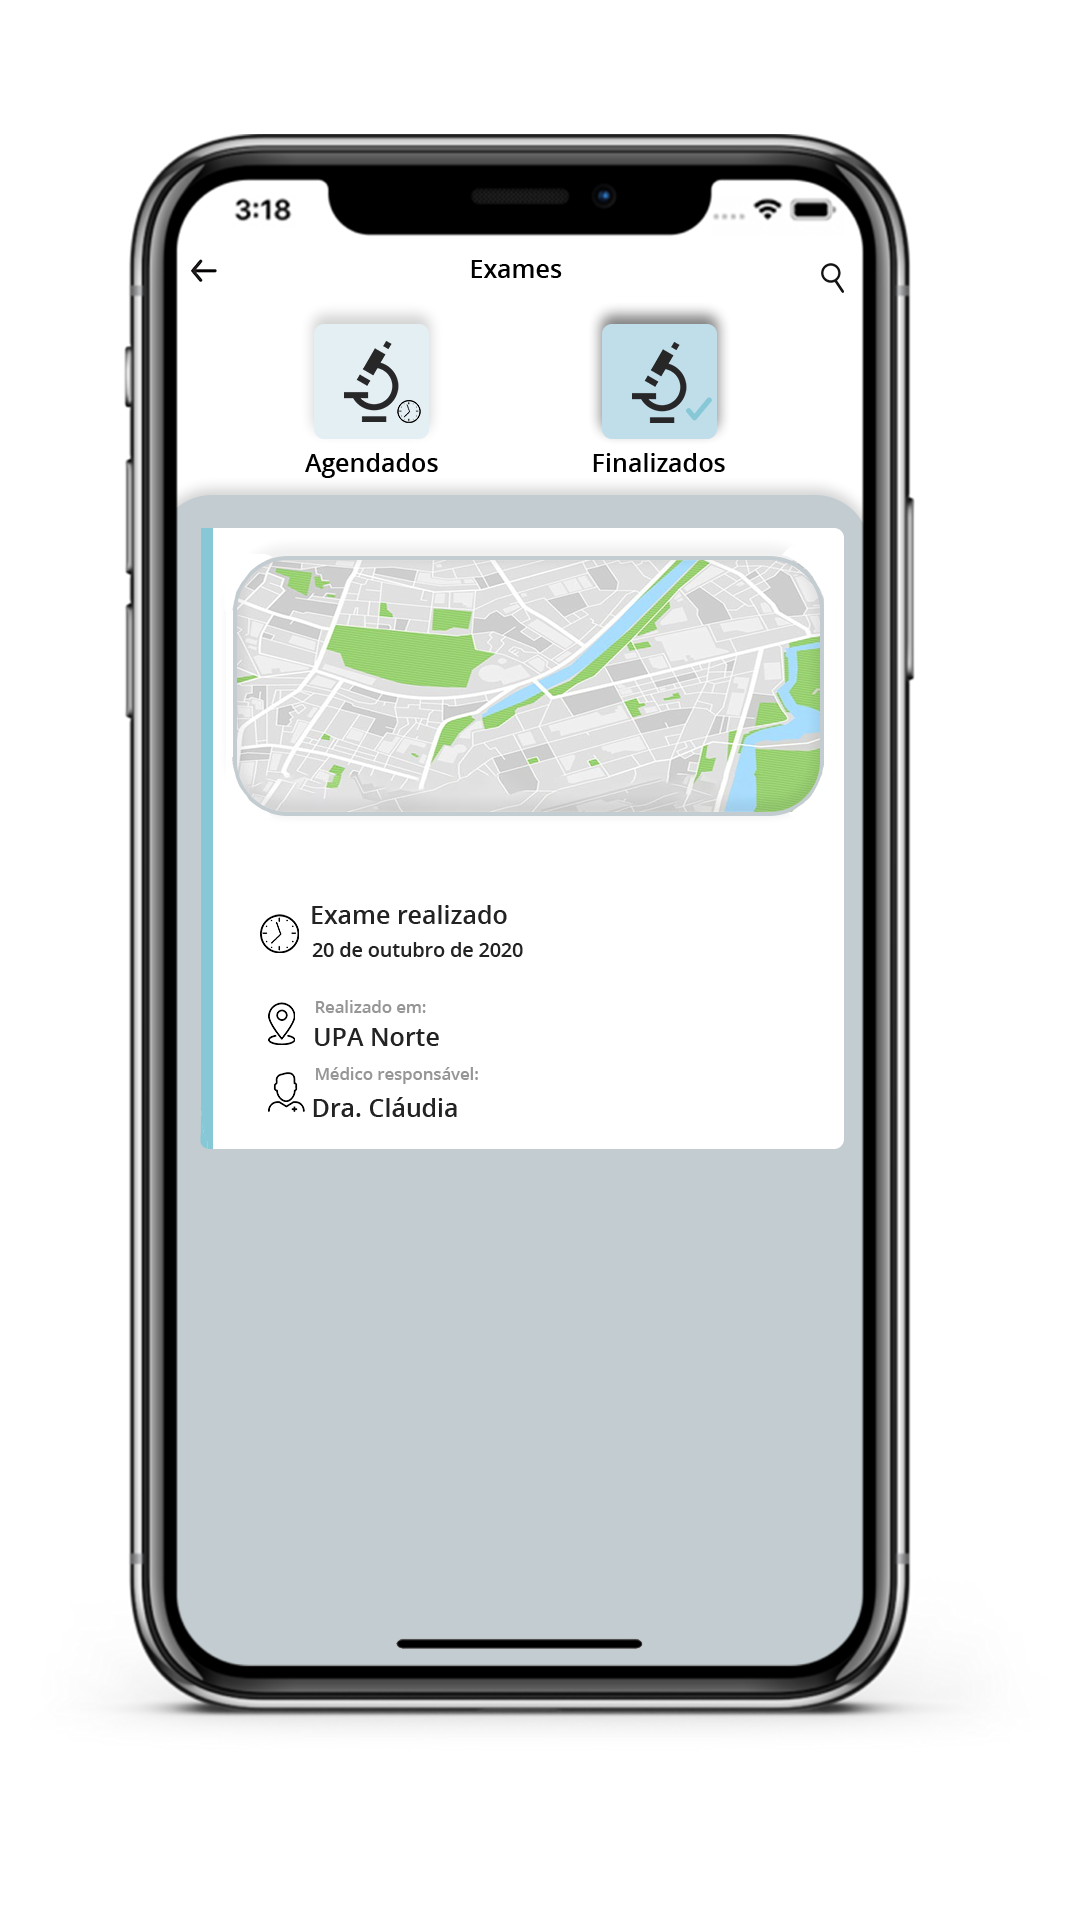 3:18
Exames
Agendados
Finalizados
Exame realizado
20 de outubro de 2020
Realizado em:
UPA Norte
Médico responsável:
Dra. Cláudia